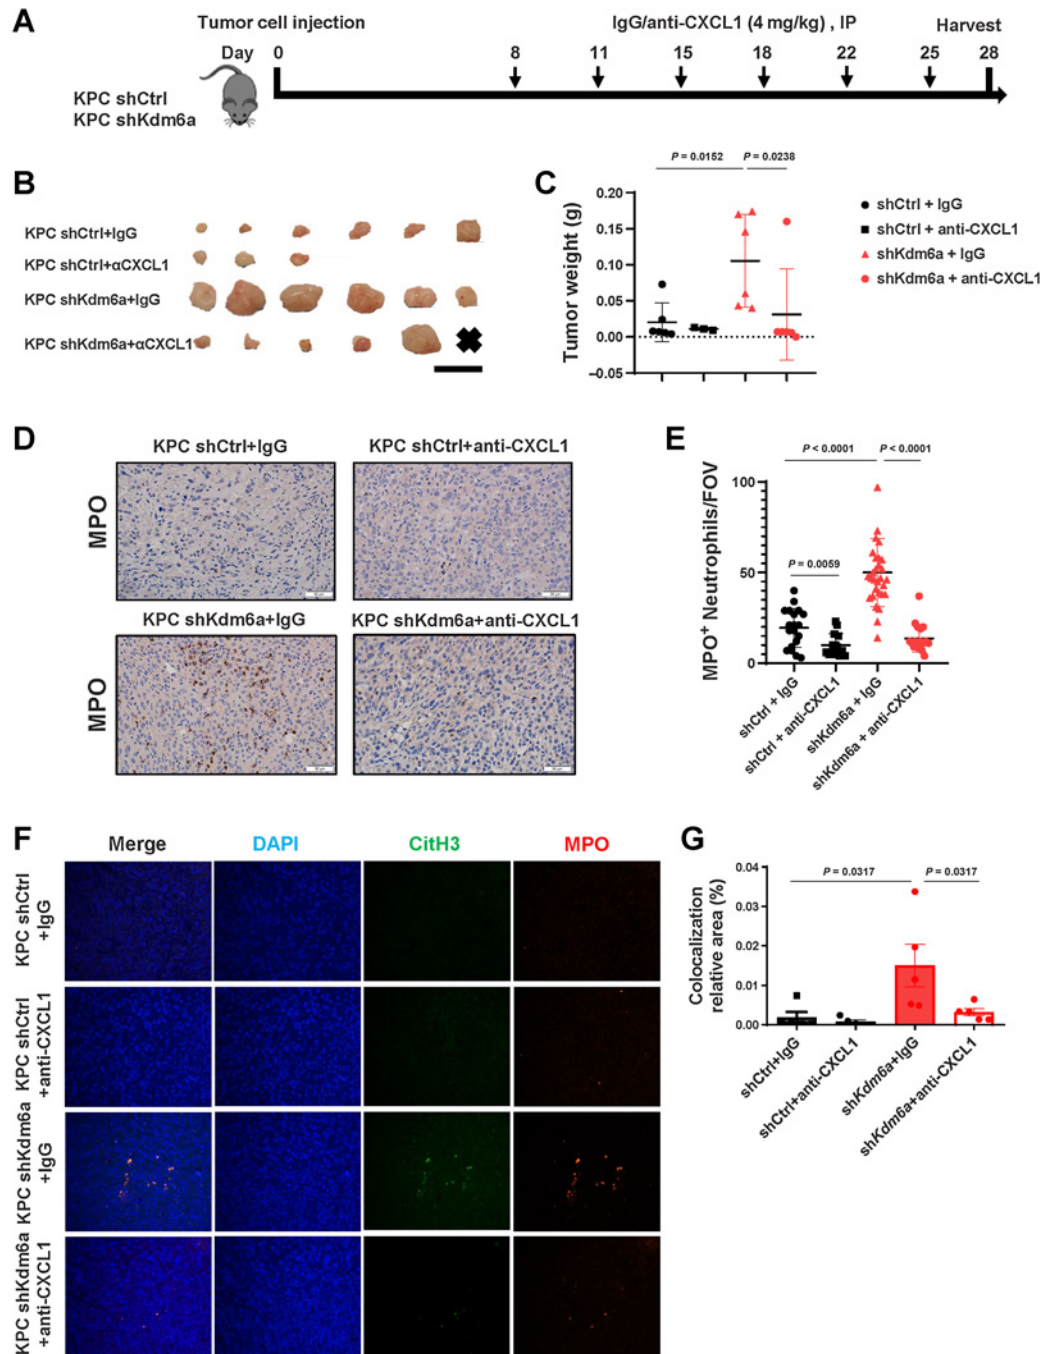 A
Tumor cell injection
IgG/anti-CXCL1 (4 mg/kg) , IP
Harvest
Day
0
8
11
15
18
22
25
28
KPC shCtrl
KPC shKdm6a
B
KPC shCtrl+IgG
KPC shCtrl+αCXCL1
KPC shKdm6a+IgG
KPC shKdm6a+αCXCL1
C
P = 0.0152
P = 0.0238
Tumor weight (g)
0.20
0.15
0.10
0.05
0.00
−0.05
shCtrl + IgG
shCtrl + anti-CXCL1
shKdm6a + IgG
shKdm6a + anti-CXCL1
D
KPC shCtrl+IgG
KPC shCtrl+anti-CXCL1
MPO
KPC shKdm6a+IgG
KPC shKdm6a+anti-CXCL1
MPO
E
P < 0.0001
P < 0.0001
P = 0.0059
MPO⁺ Neutrophils/FOV
100
50
0
shCtrl + IgG
shCtrl + anti-CXCL1
shKdm6a + IgG
shKdm6a + anti-CXCL1
F
Merge
DAPI
CitH3
MPO
KPC shCtrl
+IgG
KPC shCtrl
+anti-CXCL1
KPC shKdm6a
+IgG
KPC shKdm6a
+anti-CXCL1
G
P = 0.0317
P = 0.0317
Colocalization
relative area (%)
0.04
0.03
0.02
0.01
0.00
shCtrl+IgG
shCtrl+anti-CXCL1
shKdm6a+IgG
shKdm6a+anti-CXCL1